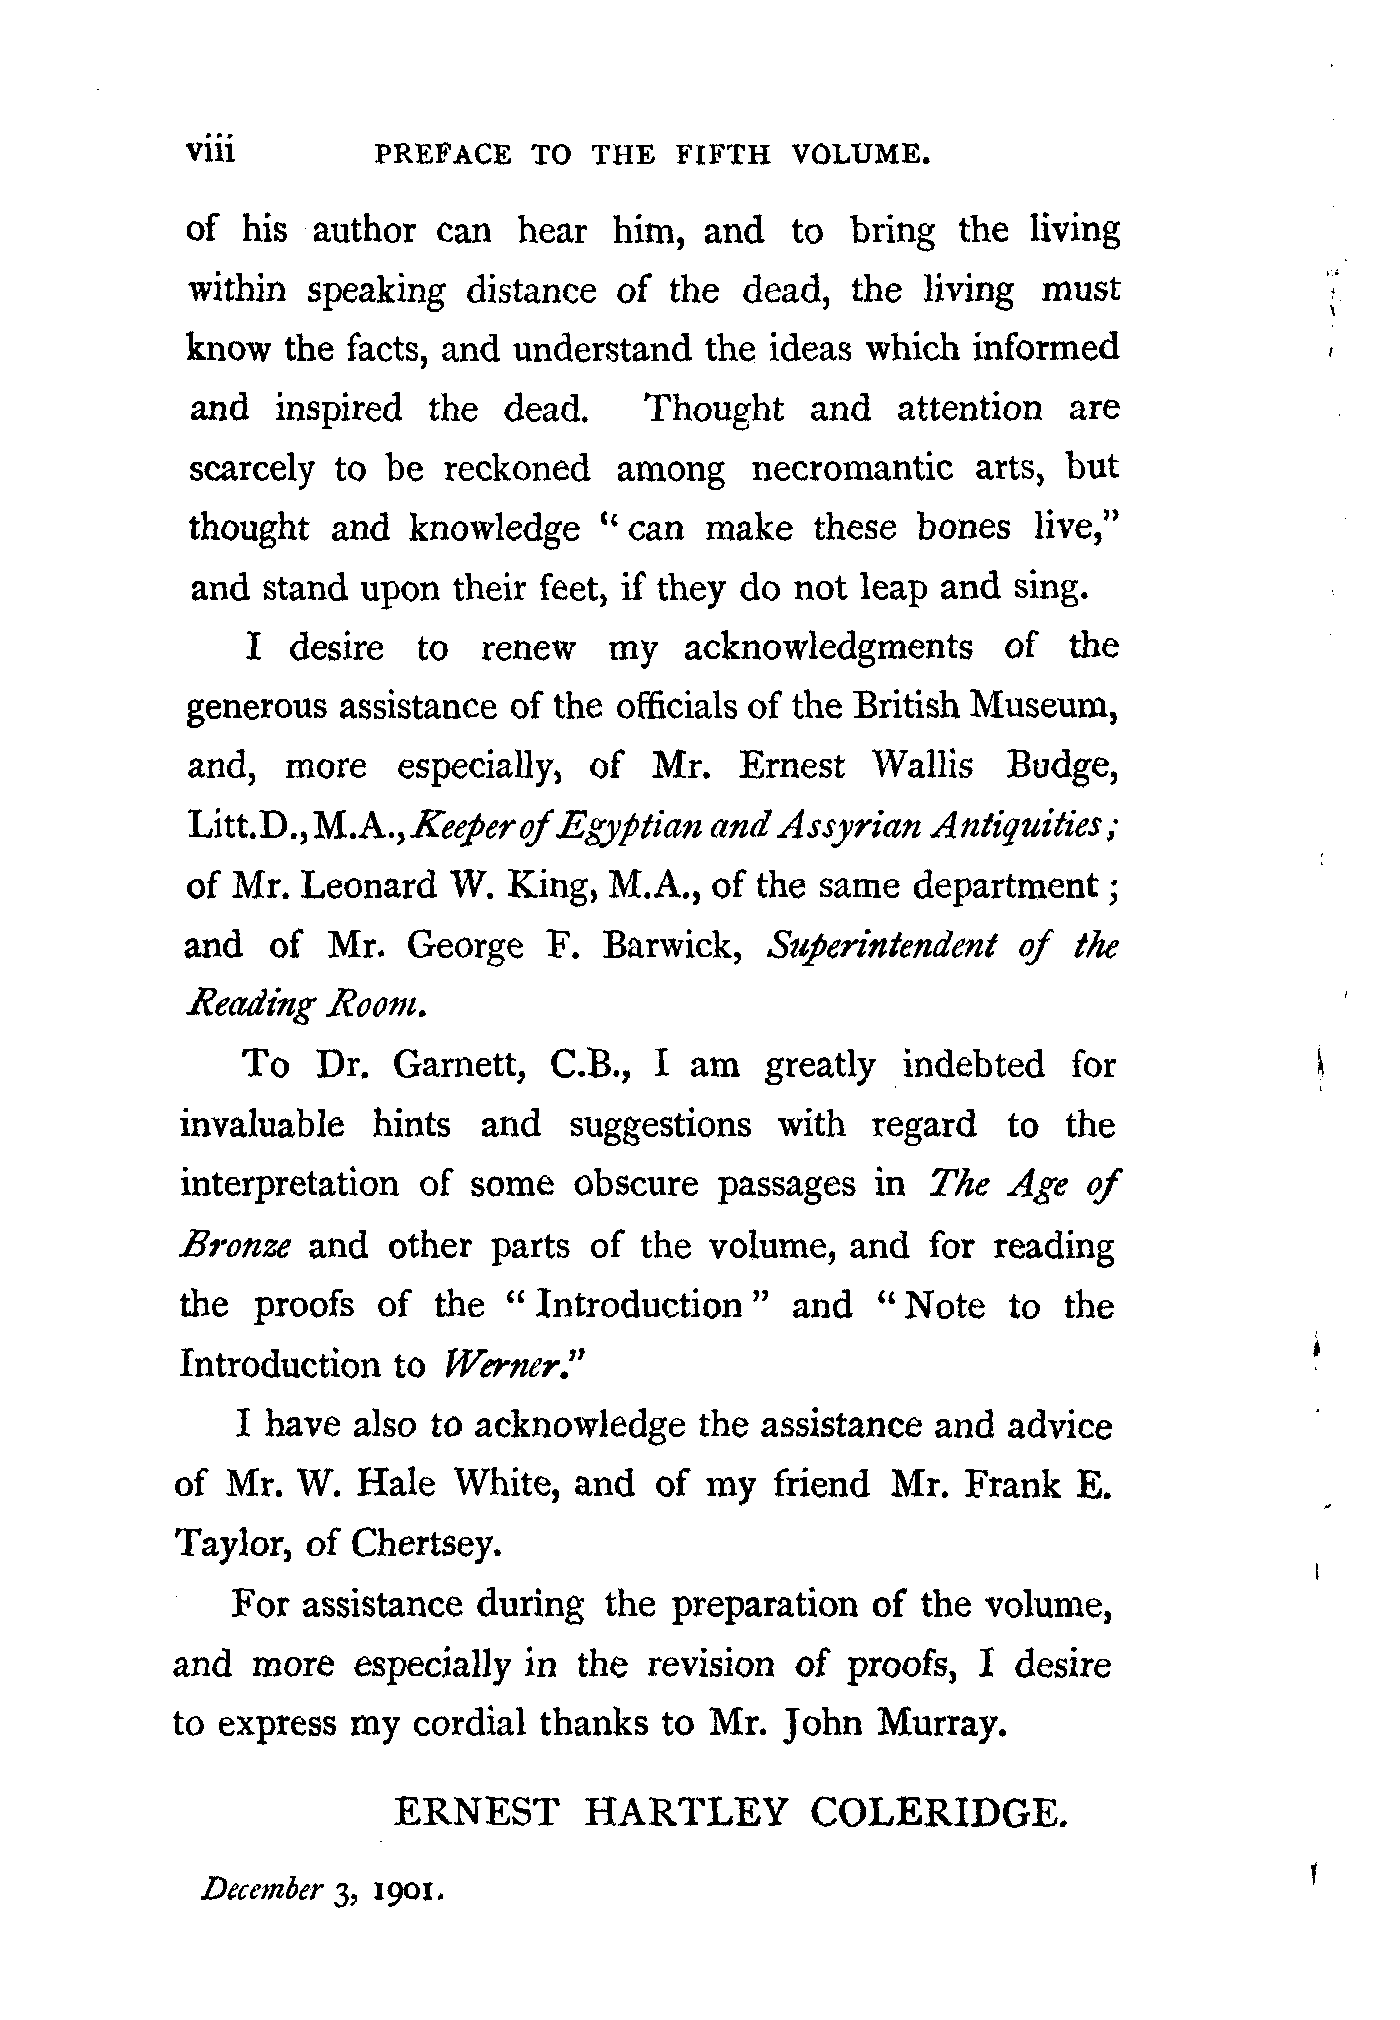 viii PREFACE TO THE FIFTH VOLUME.
of his author can hear him, and to bring the living
within speaking distance of the dead, the living must
know the facts, and understand the ideas which informed
and inspired the dead. Thought and attention are
scarcely to be reckoned among necromantic arts, but
thought and knowledge "can make these bones live,"
and stand upon their feet, if they do not leap and sing.
I desire to renew my acknowledgments of the
generous assistance of the officials of the British Museum,
and, more especially, of Mr. Ernest Wallis Budge,
Litt.D., M.A., Keeper of Egyptian and Assyrian Antiquities;
of Mr. Leonard W. King, M.A., of the same department;
and of Mr. George F. Barwick, Superintendent of the
Reading Room.
To Dr. Garnett, C.B., I am greatly indebted for
invaluable hints and suggestions with regard to the
interpretation of some obscure passages in The Age of
Bronze and other parts of the volume, and for reading
the proofs of the "Introduction" and "Note to the
Introduction to Werner."
I have also to acknowledge the assistance and advice
of Mr. W. Hale White, and of my friend Mr. Frank E.
Taylor, of Chertsey.
For assistance during the preparation of the volume,
and more especially in the revision of proofs, I desire
to express my cordial thanks to Mr. John Murray.
ERNEST HARTLEY COLERIDGE.
December 3, 1901.